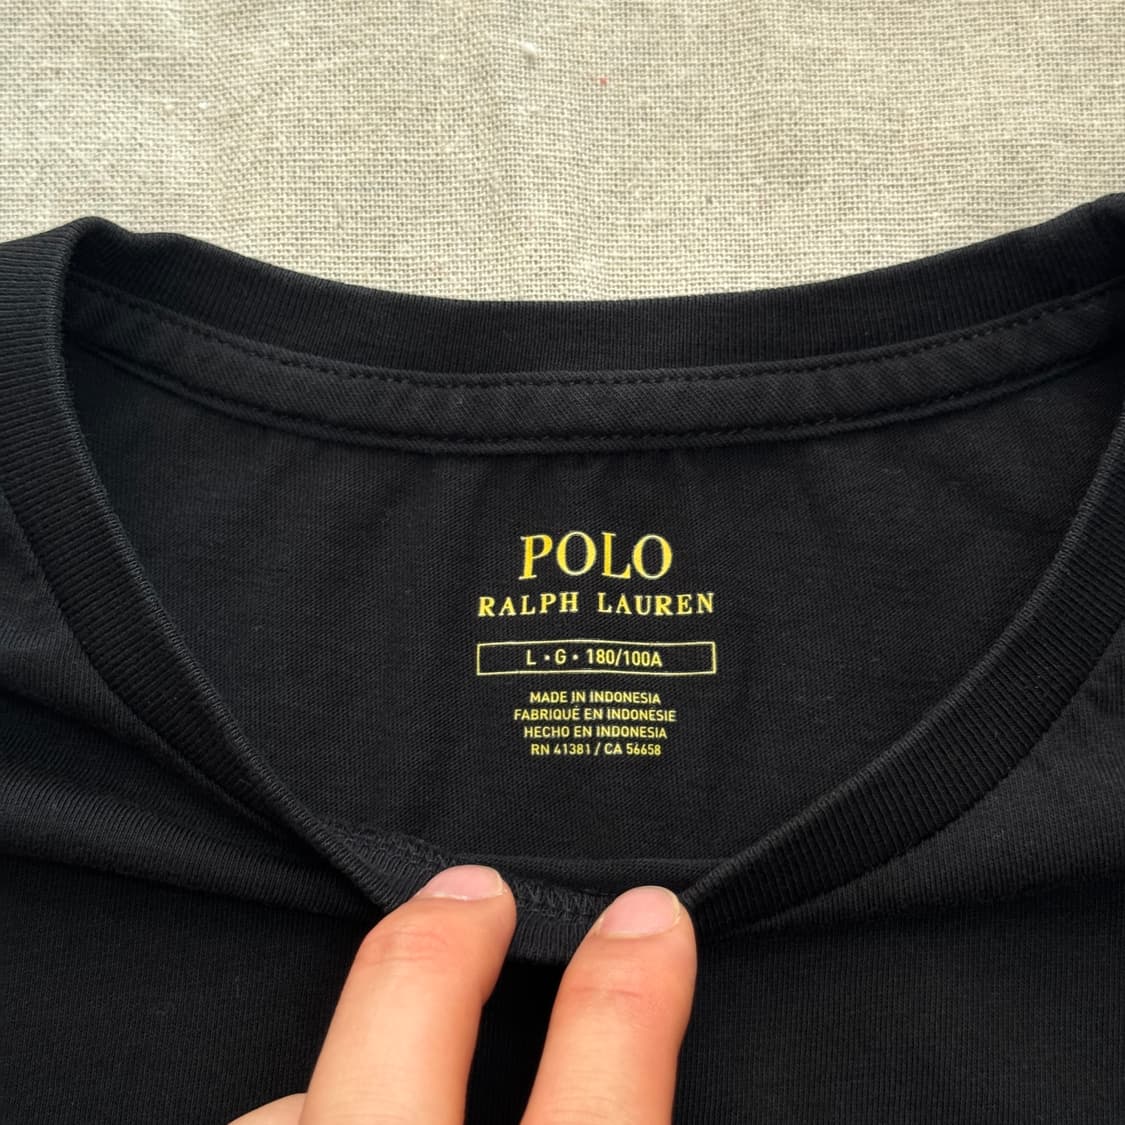 POLO
RALPH LAUREN
L • G • 180/100A
MADE IN INDONESIA
FABRIQUÉ EN INDONÉSIE
HECHO EN INDONESIA
RN 41381 / CA 56658